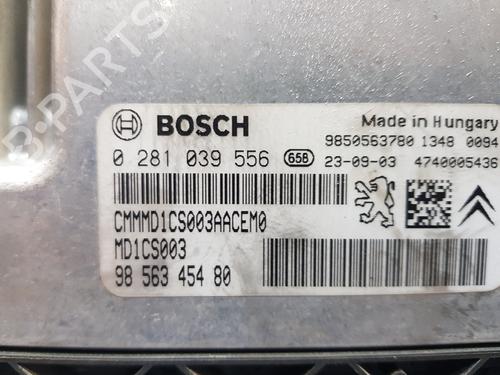 B-PARTS
BOSCH
Made in Hungary
9850563780 1348 0094
0 281 039 556 658 23-09-03 4740005436
CMMMD1CS003AACEM0
MD1CS003
98 563 454 80